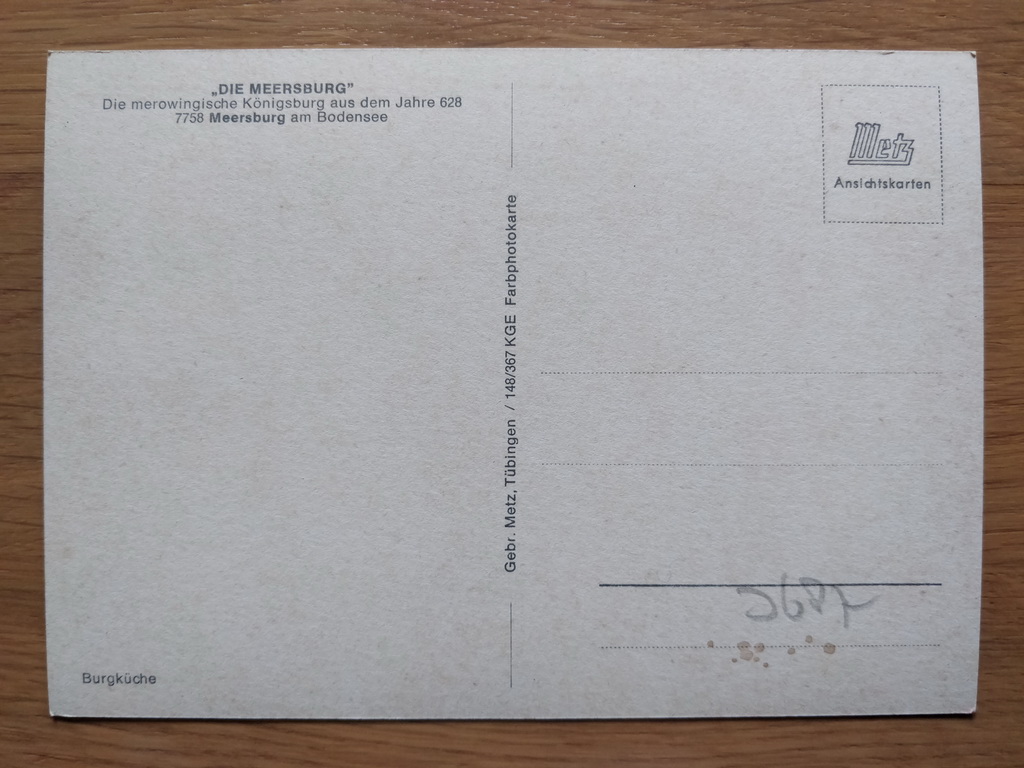 „DIE MEERSBURG”
Die merowingische Königsburg aus dem Jahre 628
7758 Meersburg am Bodensee
Burgküche
Gebr. Metz, Tübingen / 148/367 KGE Farbphotokarte
Metz
Ansichtskarten